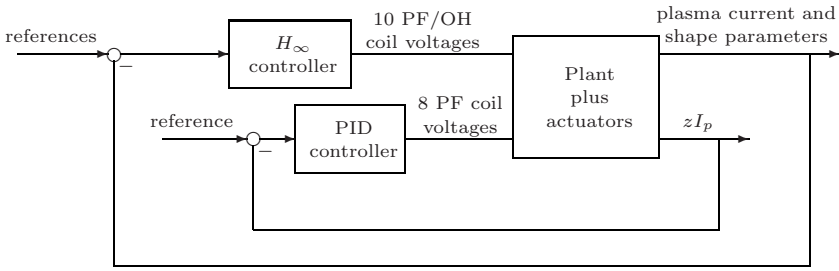 references
−
H∞
controller
10 PF/OH
coil voltages
plasma current and
shape parameters
Plant
plus
actuators
reference
−
PID
controller
8 PF coil
voltages
zIp